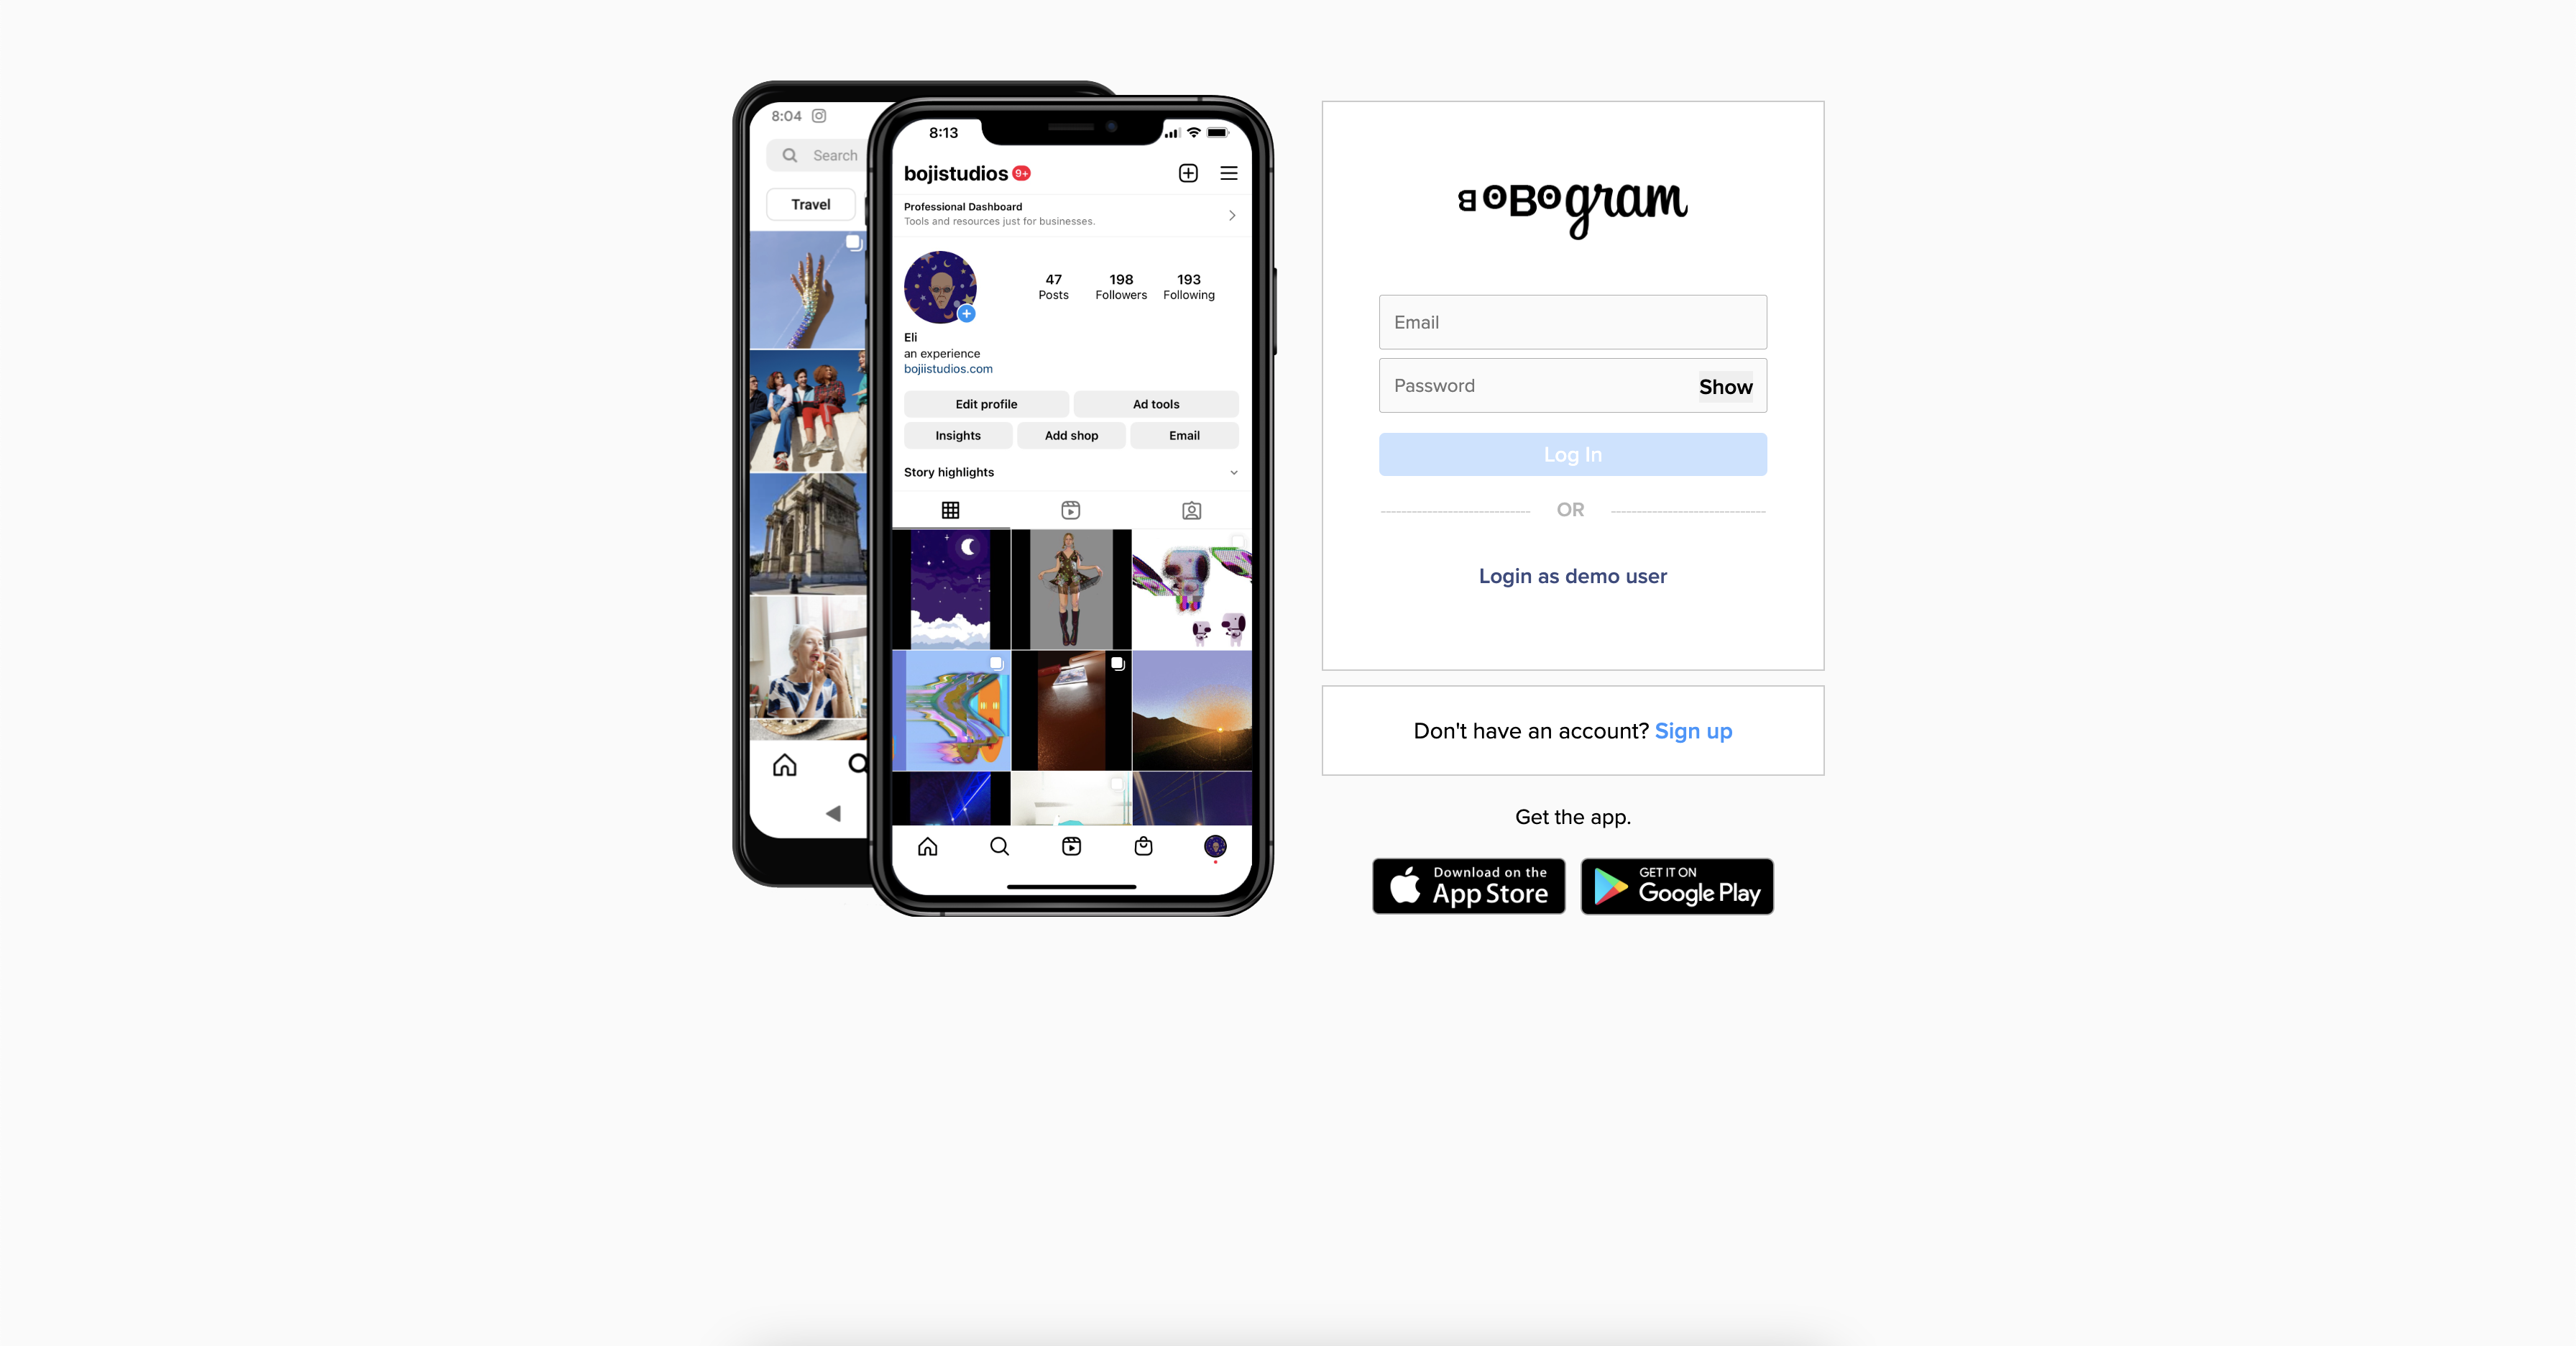 8:04
Search
Travel
8:13
bojistudios 9+
Professional Dashboard
Tools and resources just for businesses.
47 198 193
Posts Followers Following
Eli
an experience
bojiistudios.com
Edit profile Ad tools
Insights Add shop Email
Story highlights
BOBOgram
Email
Password Show
Log In
OR
Login as demo user
Don't have an account? Sign up
Get the app.
Download on the
App Store
GET IT ON
Google Play